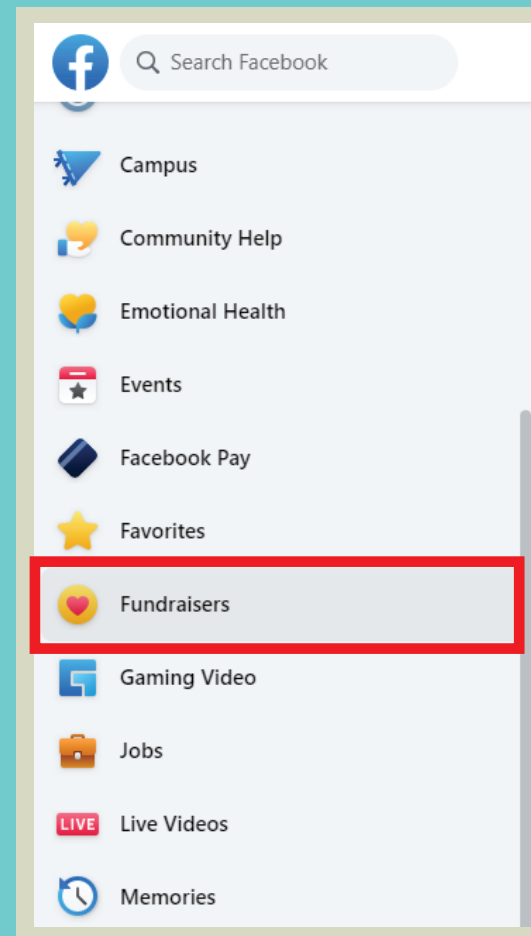 Search Facebook
Campus
Community Help
Emotional Health
Events
Facebook Pay
Favorites
Fundraisers
Gaming Video
Jobs
LIVE Live Videos
Memories